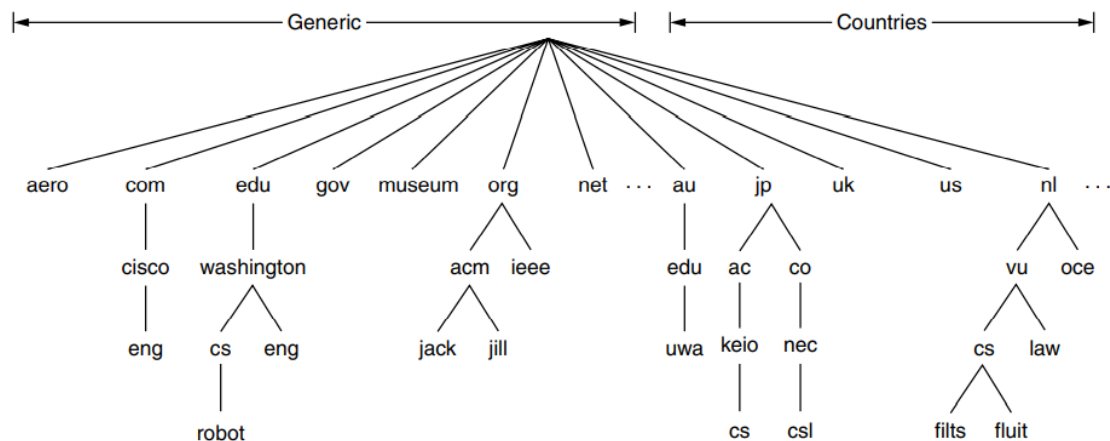 Generic Countries
aero com edu gov museum org net ... au jp uk us nl ...
cisco washington acm ieee edu ac co vu oce
eng cs eng jack jill uwa keio nec cs law
robot cs csl filts fluit